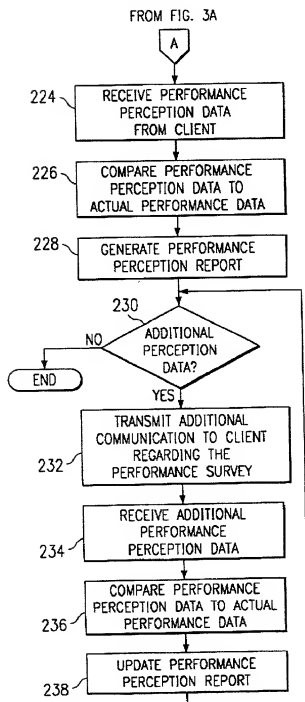 FROM FIG. 3A
A
224
RECEIVE PERFORMANCE
PERCEPTION DATA
FROM CLIENT
226
COMPARE PERFORMANCE
PERCEPTION DATA TO
ACTUAL PERFORMANCE DATA
228
GENERATE PERFORMANCE
PERCEPTION REPORT
230
ADDITIONAL
PERCEPTION
DATA?
NO
END
YES
TRANSMIT ADDITIONAL
COMMUNICATION TO CLIENT
REGARDING THE
PERFORMANCE SURVEY
232
RECEIVE ADDITIONAL
PERFORMANCE
PERCEPTION DATA
234
COMPARE PERFORMANCE
PERCEPTION DATA TO ACTUAL
PERFORMANCE DATA
236
UPDATE PERFORMANCE
PERCEPTION REPORT
238